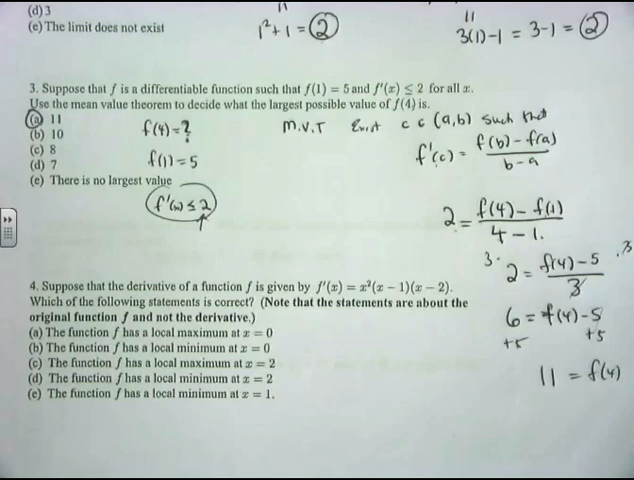 (d) 3
(e) The limit does not exist
11
1² + 1 = 2
11
3(1)-1 = 3-1 = 2
3. Suppose that f is a differentiable function such that f(1) = 5 and f′(x) ≤ 2 for all x.
Use the mean value theorem to decide what the largest possible value of f(4) is.
(a) 11
(b) 10
(c) 8
(d) 7
(e) There is no largest value
f(4) = ?
f(1) = 5
f'(x) ≤ 2
M.V.T Exist c ∈ (a,b) such that
f'(c) = f(b) - f(a) / b - a
2 = f(4) - f(1) / 4 - 1.
3· 2 = f(4) - 5 / 3 .3
6 = f(4) - 5
+5 +5
11 = f(4)
4. Suppose that the derivative of a function f is given by f′(x) = x²(x − 1)(x − 2).
Which of the following statements is correct? (Note that the statements are about the
original function f and not the derivative.)
(a) The function f has a local maximum at x = 0
(b) The function f has a local minimum at x = 0
(c) The function f has a local maximum at x = 2
(d) The function f has a local minimum at x = 2
(e) The function f has a local minimum at x = 1.